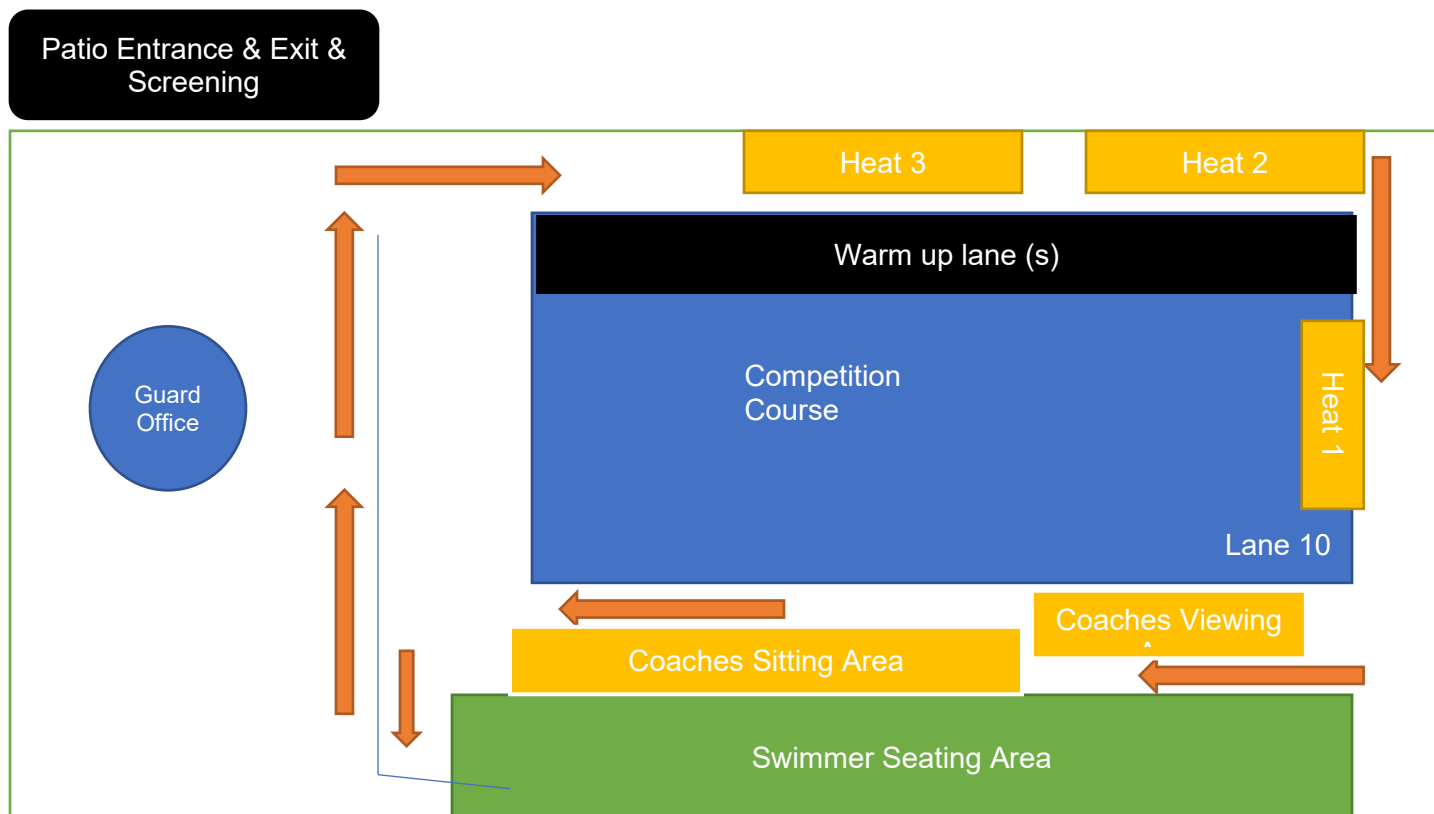 Patio Entrance & Exit &
Screening
Heat 3
Heat 2
Warm up lane (s)
Guard
Office
Competition
Course
Heat 1
Lane 10
Coaches Viewing
Coaches Sitting Area
Swimmer Seating Area